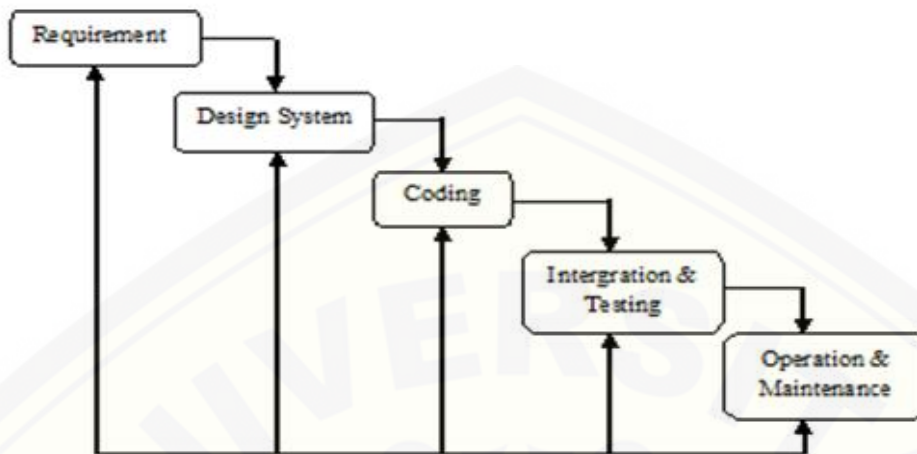 Requirement
Design System
Coding
Intergration &
Testing
Operation &
Maintenance